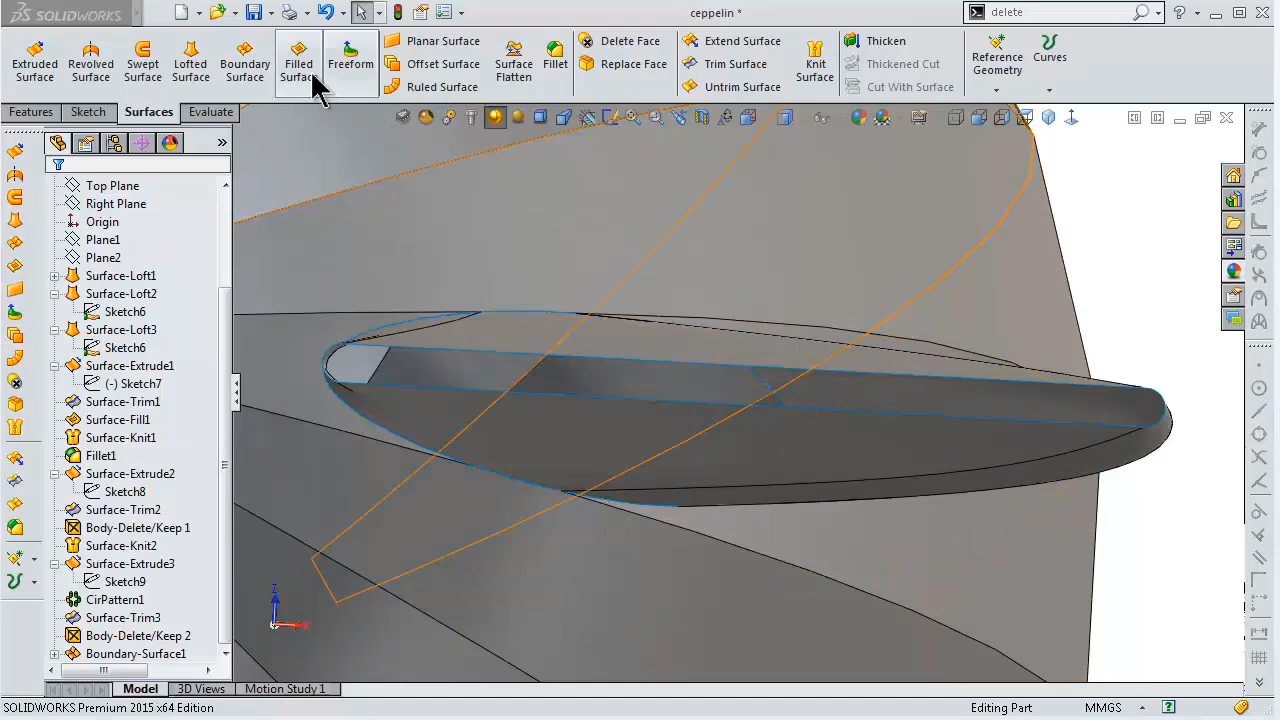 SOLIDWORKS
ceppelin *
delete
Extruded Surface
Revolved Surface
Swept Surface
Lofted Surface
Boundary Surface
Filled Surface
Freeform
Planar Surface
Offset Surface
Ruled Surface
Surface Flatten
Fillet
Delete Face
Replace Face
Extend Surface
Trim Surface
Untrim Surface
Knit Surface
Thicken
Thickened Cut
Cut With Surface
Reference Geometry
Curves
Features
Sketch
Surfaces
Evaluate
Top Plane
Right Plane
Origin
Plane1
Plane2
Surface-Loft1
Surface-Loft2
Sketch6
Surface-Loft3
Sketch6
Surface-Extrude1
(-) Sketch7
Surface-Trim1
Surface-Fill1
Surface-Knit1
Fillet1
Surface-Extrude2
Sketch8
Surface-Trim2
Body-Delete/Keep 1
Surface-Knit2
Surface-Extrude3
Sketch9
CirPattern1
Surface-Trim3
Body-Delete/Keep 2
Boundary-Surface1
Z
X
Model
3D Views
Motion Study 1
SOLIDWORKS Premium 2015 x64 Edition
Editing Part
MMGS